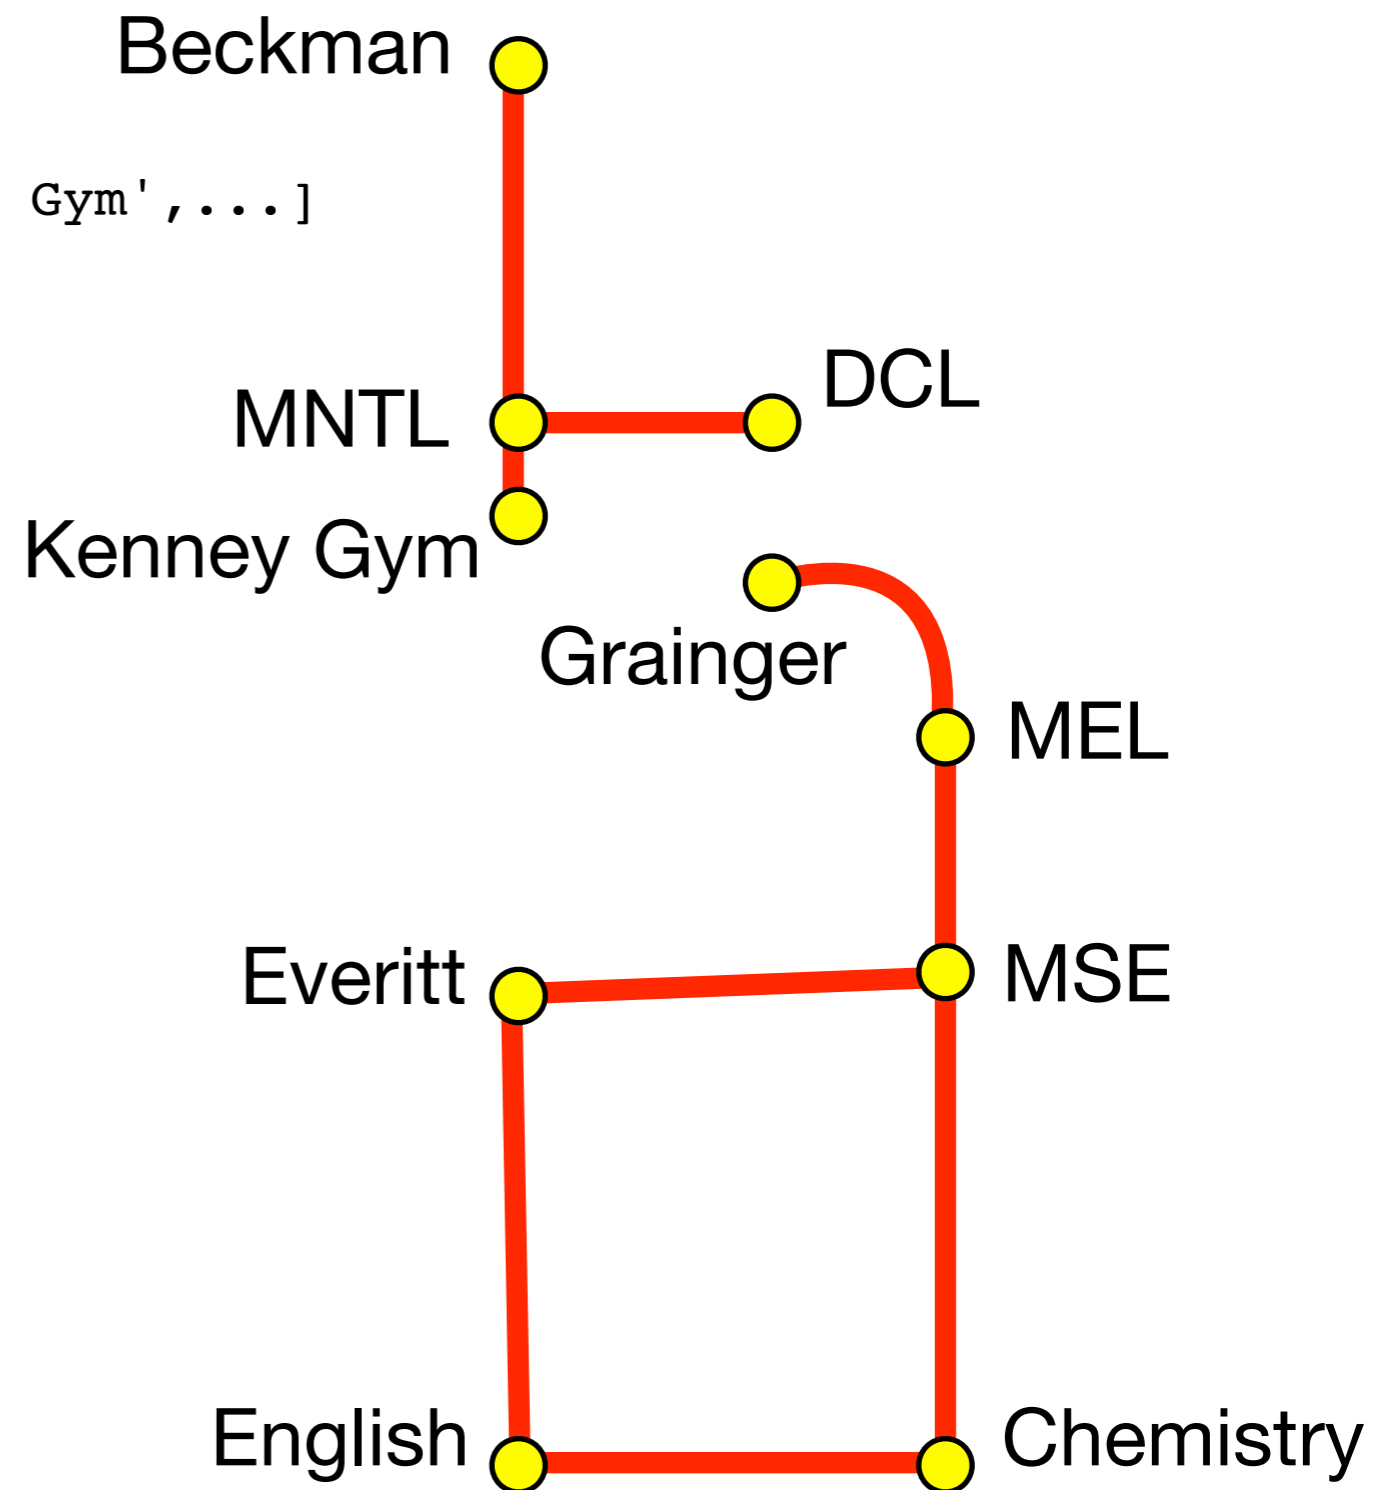 Beckman
Gym',...]
DCL
MNTL
Kenney Gym
Grainger
MEL
MSE
Everitt
English
Chemistry